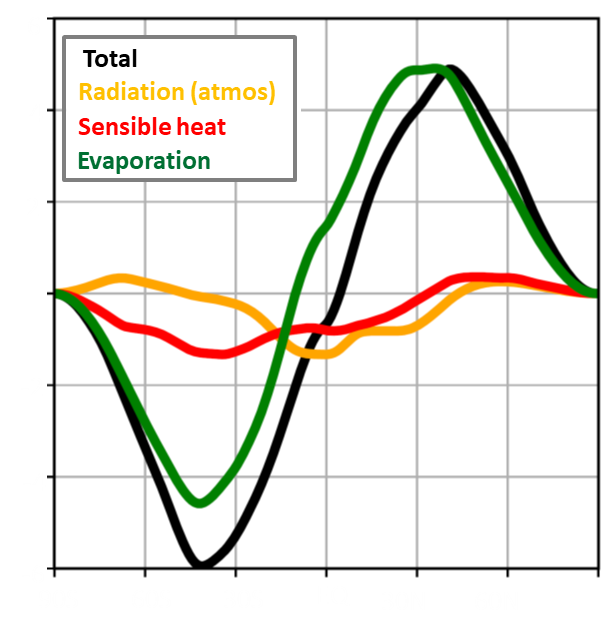 Total
Radiation (atmos)
Sensible heat
Evaporation